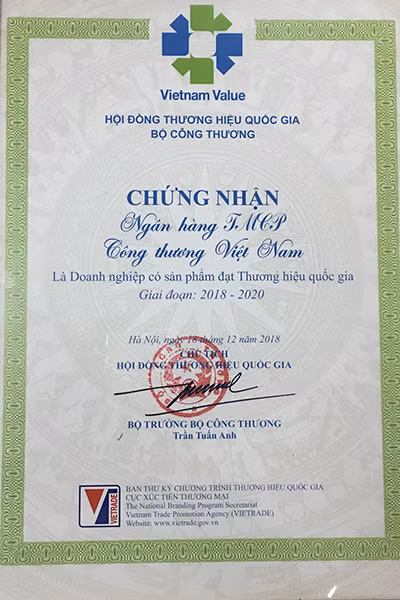 Vietnam Value
HỘI ĐỒNG THƯƠNG HIỆU QUỐC GIA
BỘ CÔNG THƯƠNG
CHỨNG NHẬN
Ngân hàng TMCP
Công thương Việt Nam
Là Doanh nghiệp có sản phẩm đạt Thương hiệu quốc gia
Giai đoạn: 2018 - 2020
Hà Nội, ngày 18 tháng 12 năm 2018
CHỦ TỊCH
HỘI ĐỒNG THƯƠNG HIỆU QUỐC GIA
BỘ TRƯỞNG BỘ CÔNG THƯƠNG
Trần Tuấn Anh
VIETRADE
BAN THƯ KÝ CHƯƠNG TRÌNH THƯƠNG HIỆU QUỐC GIA
CỤC XÚC TIẾN THƯƠNG MẠI
The National Branding Program Secretariat
Vietnam Trade Promotion Agency (VIETRADE)
Website: www.vietrade.gov.vn